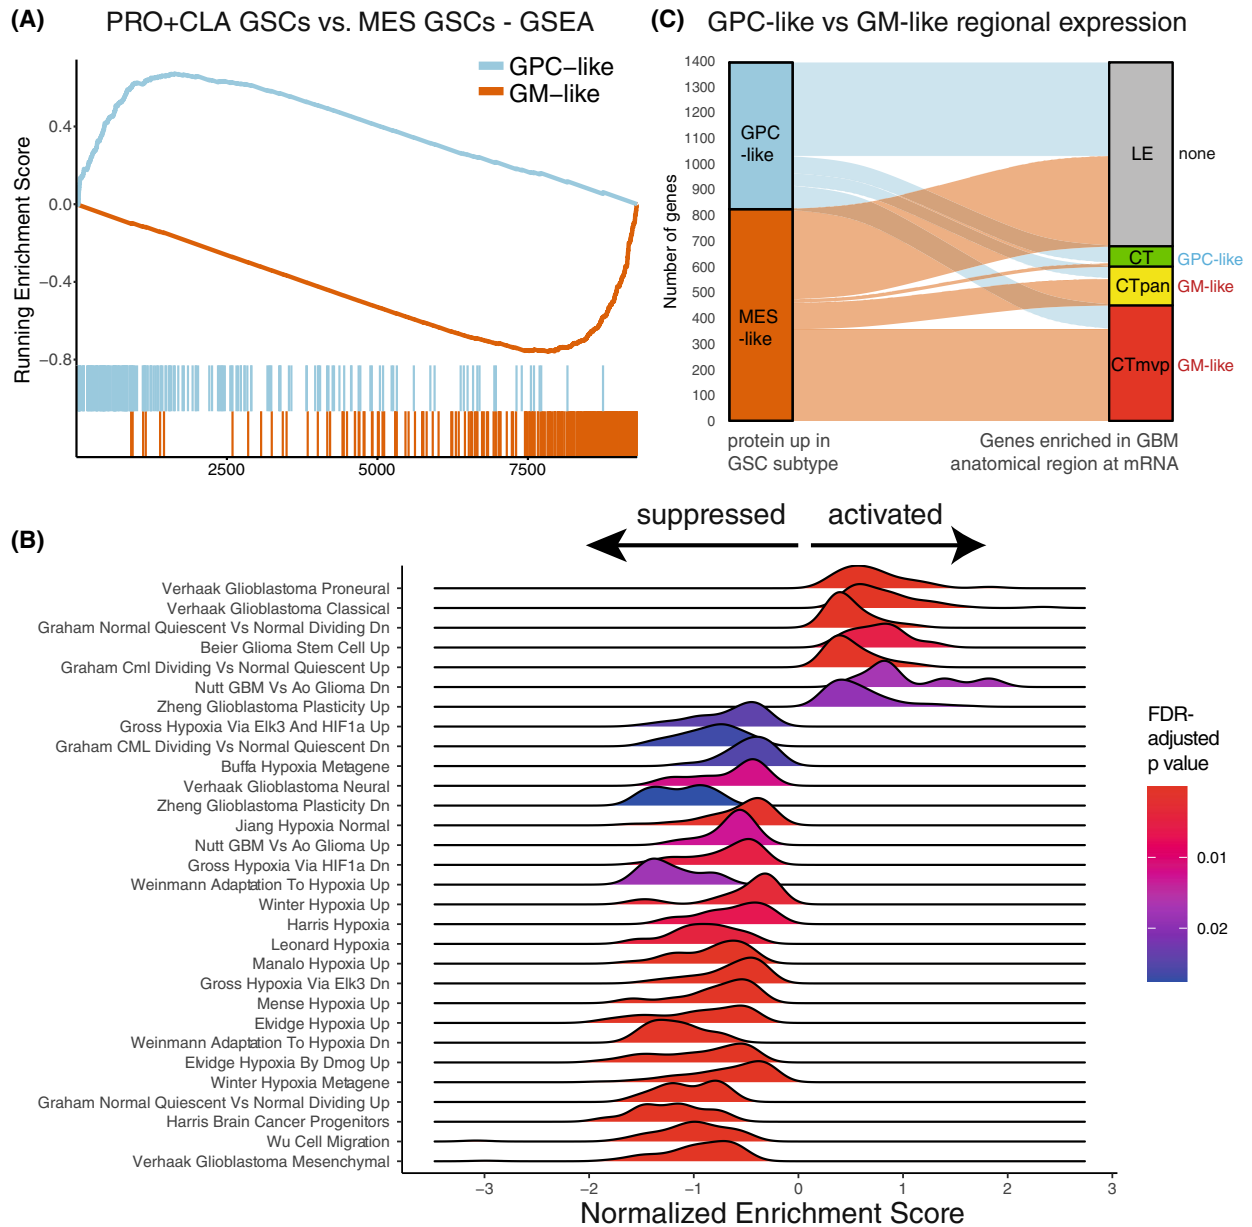 (A)
PRO+CLA GSCs vs. MES GSCs - GSEA
GPC−like
GM−like
Running Enrichment Score
0.4
0.0
−0.4
−0.8
2500
5000
7500
(C)
GPC-like vs GM-like regional expression
Number of genes
1400
1300
1200
1100
1000
900
800
700
600
500
400
300
200
100
0
GPC
-like
MES
-like
LE
CT
CTpan
CTmvp
none
GPC-like
GM-like
GM-like
protein up in
GSC subtype
Genes enriched in GBM
anatomical region at mRNA
(B)
suppressed
activated
Verhaak Glioblastoma Proneural
Verhaak Glioblastoma Classical
Graham Normal Quiescent Vs Normal Dividing Dn
Beier Glioma Stem Cell Up
Graham Cml Dividing Vs Normal Quiescent Up
Nutt GBM Vs Ao Glioma Dn
Zheng Glioblastoma Plasticity Up
Gross Hypoxia Via Elk3 And HIF1a Up
Graham CML Dividing Vs Normal Quiescent Dn
Buffa Hypoxia Metagene
Verhaak Glioblastoma Neural
Zheng Glioblastoma Plasticity Dn
Jiang Hypoxia Normal
Nutt GBM Vs Ao Glioma Up
Gross Hypoxia Via HIF1a Dn
Weinmann Adaptation To Hypoxia Up
Winter Hypoxia Up
Harris Hypoxia
Leonard Hypoxia
Manalo Hypoxia Up
Gross Hypoxia Via Elk3 Dn
Mense Hypoxia Up
Elvidge Hypoxia Up
Weinmann Adaptation To Hypoxia Dn
Elvidge Hypoxia By Dmog Up
Winter Hypoxia Metagene
Graham Normal Quiescent Vs Normal Dividing Up
Harris Brain Cancer Progenitors
Wu Cell Migration
Verhaak Glioblastoma Mesenchymal
−3
−2
−1
0
1
2
3
Normalized Enrichment Score
FDR-
adjusted
p value
0.01
0.02